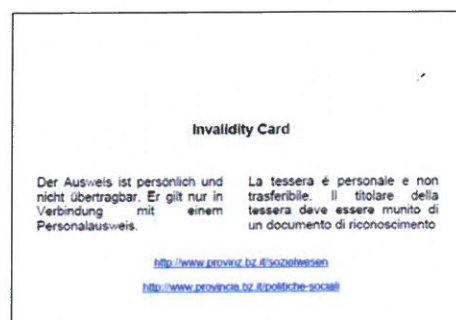 Invalidity Card
Der Ausweis ist persönlich und
nicht übertragbar. Er gilt nur in
Verbindung mit einem
Personalausweis.
La tessera é personale e non
trasferibile. Il titolare della
tessera deve essere munito di
un documento di riconoscimento
http://www.provinz.bz.it/sozialwesen
http://www.provincia.bz.it/politiche-sociali